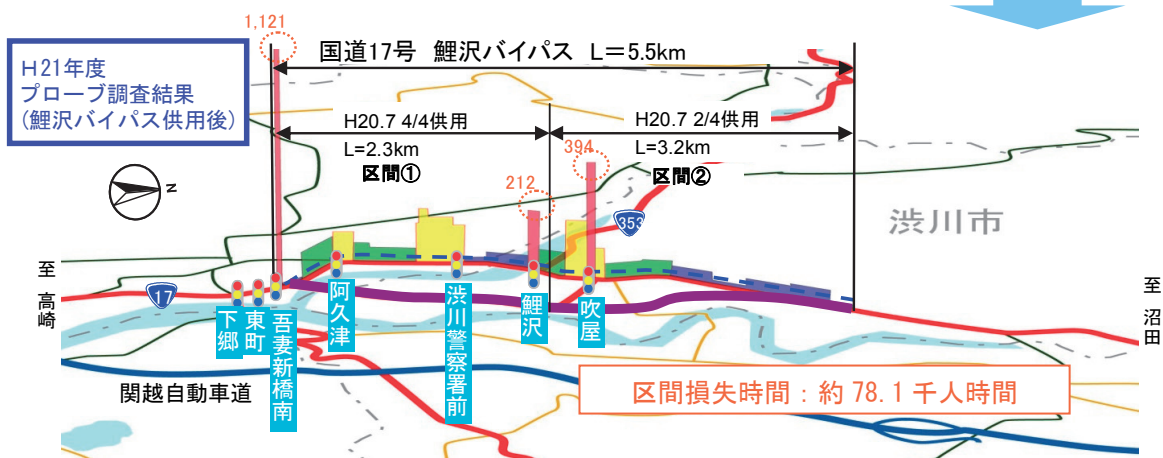 1,121
国道17号 鯉沢バイパス L=5.5km
H21年度
プローブ調査結果
(鯉沢バイパス供用後)
H20.7 4/4供用
L=2.3km
区間①
H20.7 2/4供用
L=3.2km
区間②
212
394
N
353
渋川市
至 高崎
17
下郷
東町
吾妻新橋南
阿久津
渋川警察署前
鯉沢
吹屋
至 沼田
関越自動車道
区間損失時間：約 78.1 千人時間